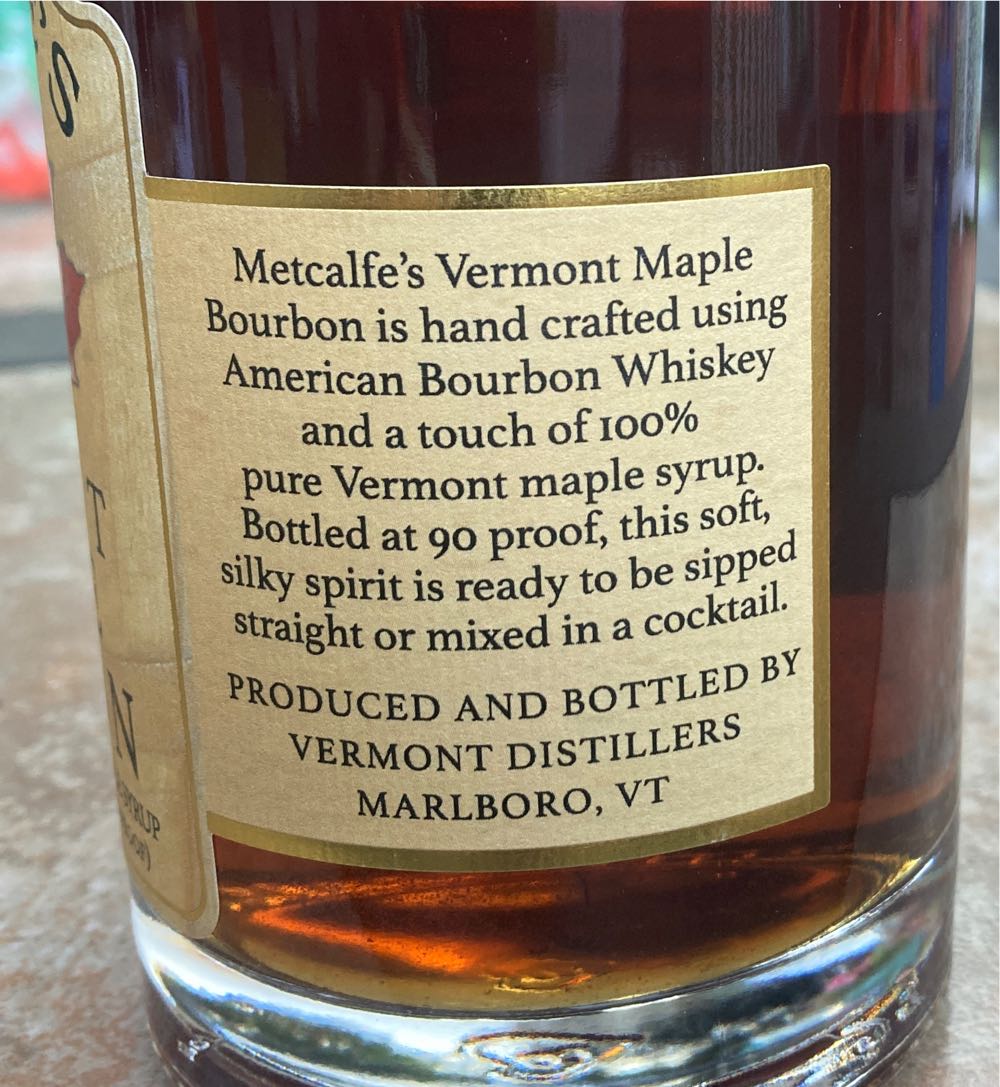 S
T
N
SYRUP
Metcalfe's Vermont Maple
Bourbon is hand crafted using
American Bourbon Whiskey
and a touch of 100%
pure Vermont maple syrup.
Bottled at 90 proof, this soft,
silky spirit is ready to be sipped
straight or mixed in a cocktail.
PRODUCED AND BOTTLED BY
VERMONT DISTILLERS
MARLBORO, VT